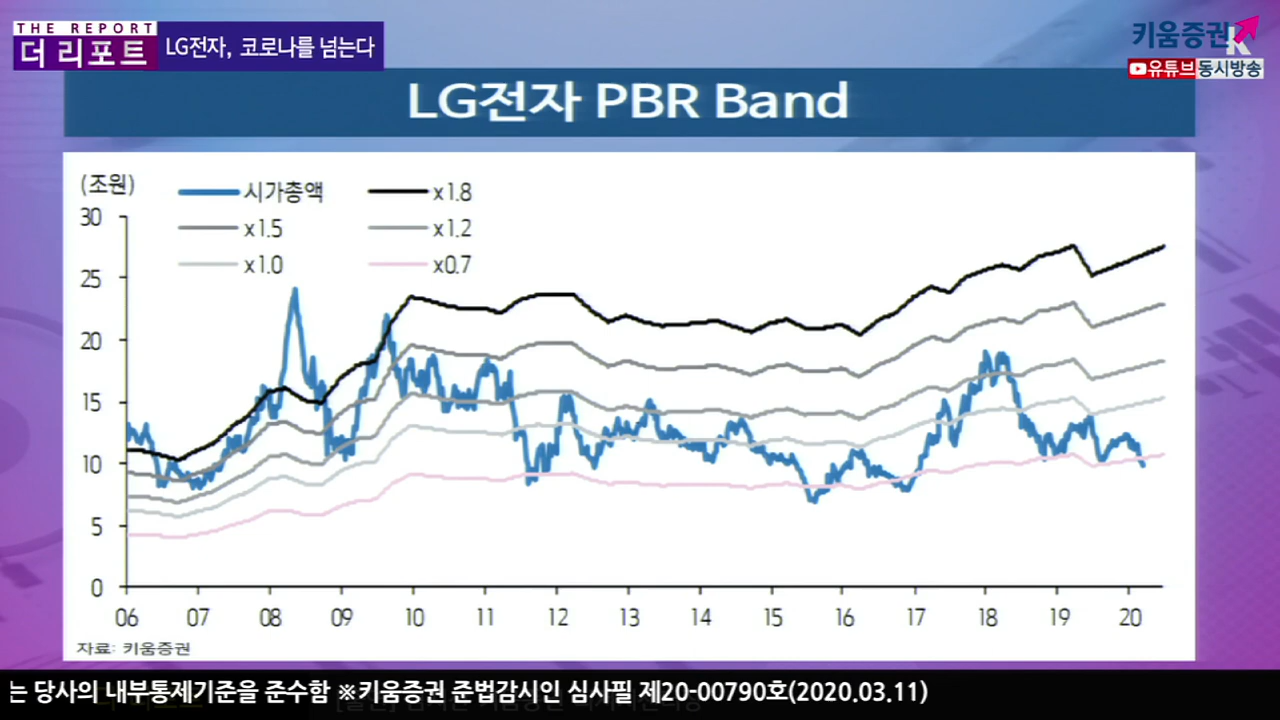 THE REPORT
더 리포트
LG전자, 코로나를 넘는다
키움증권
K
유튜브 동시방송
LG전자 PBR Band
(조원)
시가총액
x1.8
x1.5
x1.2
x1.0
x0.7
30
25
20
15
10
5
0
06 07 08 09 10 11 12 13 14 15 16 17 18 19 20
자료: 키움증권
는 당사의 내부통제기준을 준수함 ※키움증권 준법감시인 심사필 제20-00790호(2020.03.11)